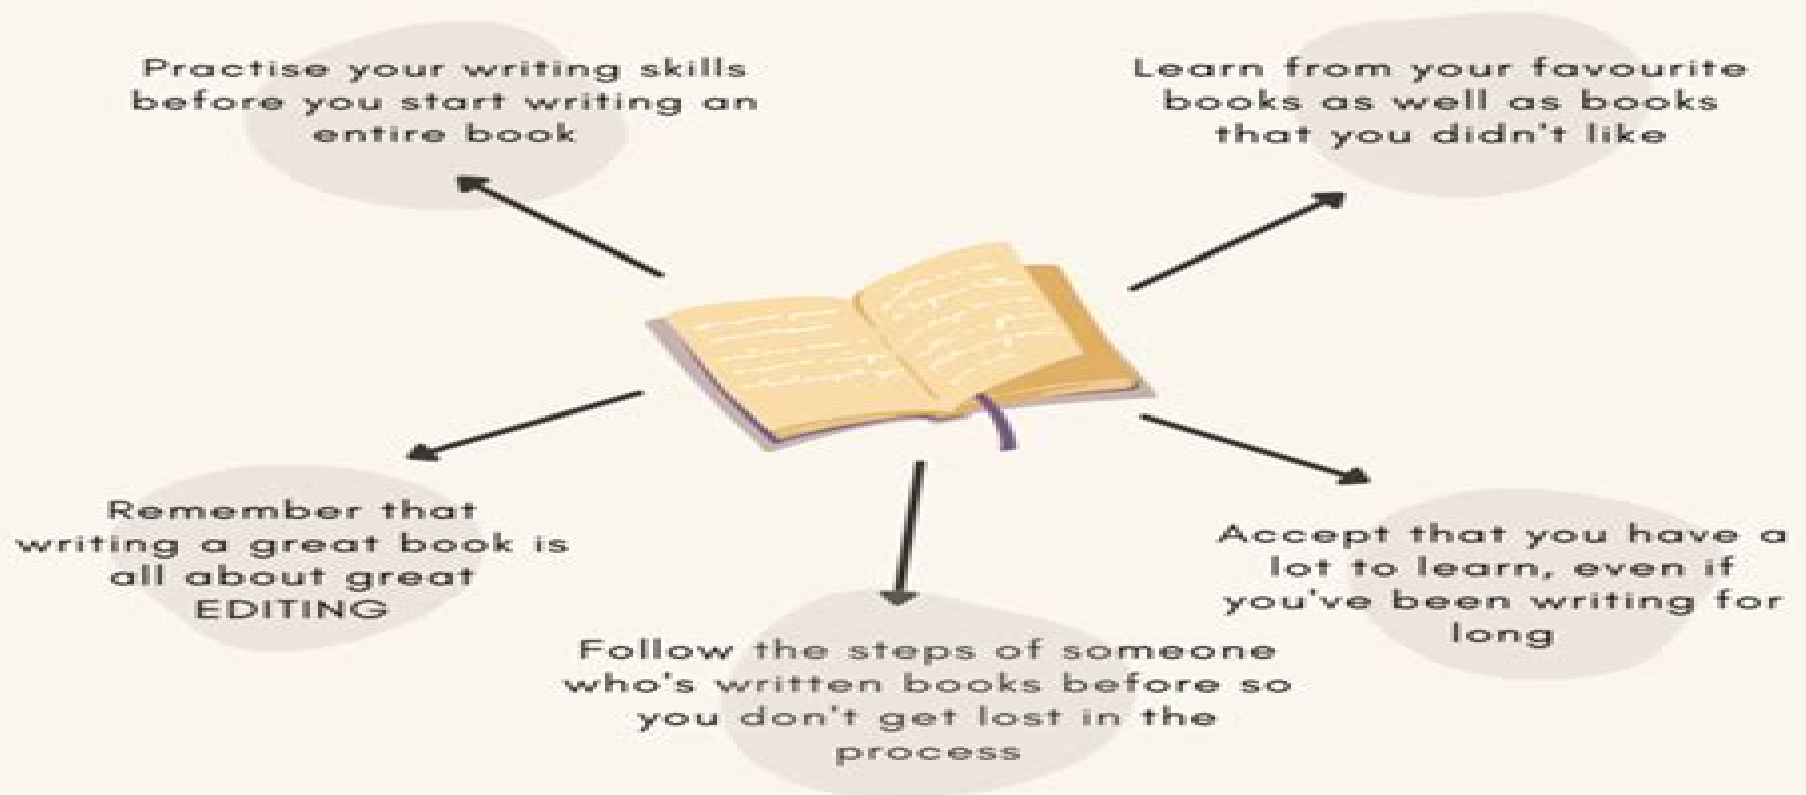 Practise your writing skills
before you start writing an
entire book
Learn from your favourite
books as well as books
that you didn't like
Remember that
writing a great book is
all about great
EDITING
Accept that you have a
lot to learn, even if
you've been writing for
long
Follow the steps of someone
who's written books before so
you don't get lost in the
process